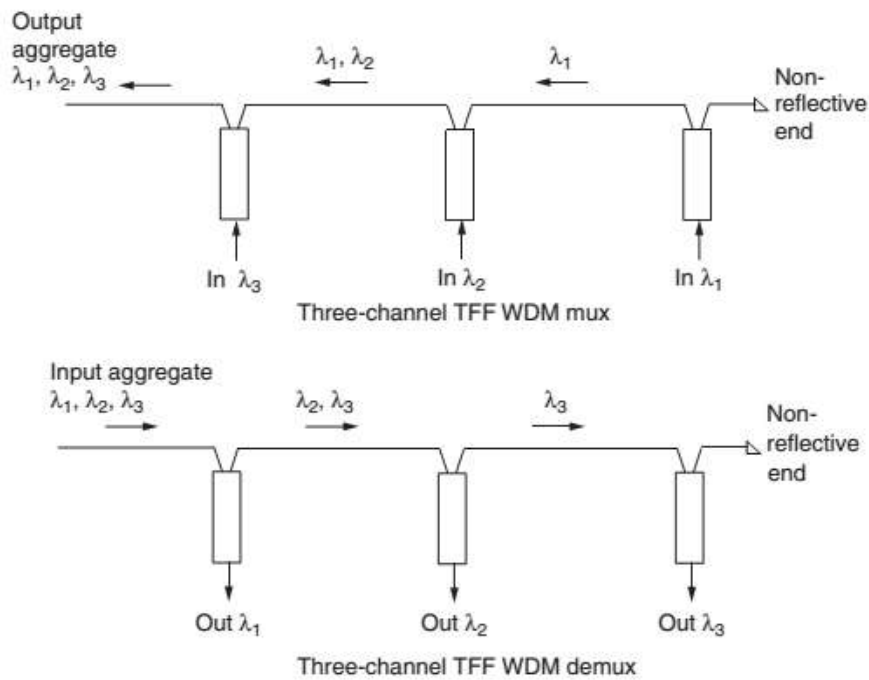 Output
aggregate
λ₁, λ₂, λ₃
λ₁, λ₂
λ₁
Non-
reflective
end
In λ₃
In λ₂
In λ₁
Three-channel TFF WDM mux
Input aggregate
λ₁, λ₂, λ₃
λ₂, λ₃
λ₃
Non-
reflective
end
Out λ₁
Out λ₂
Out λ₃
Three-channel TFF WDM demux